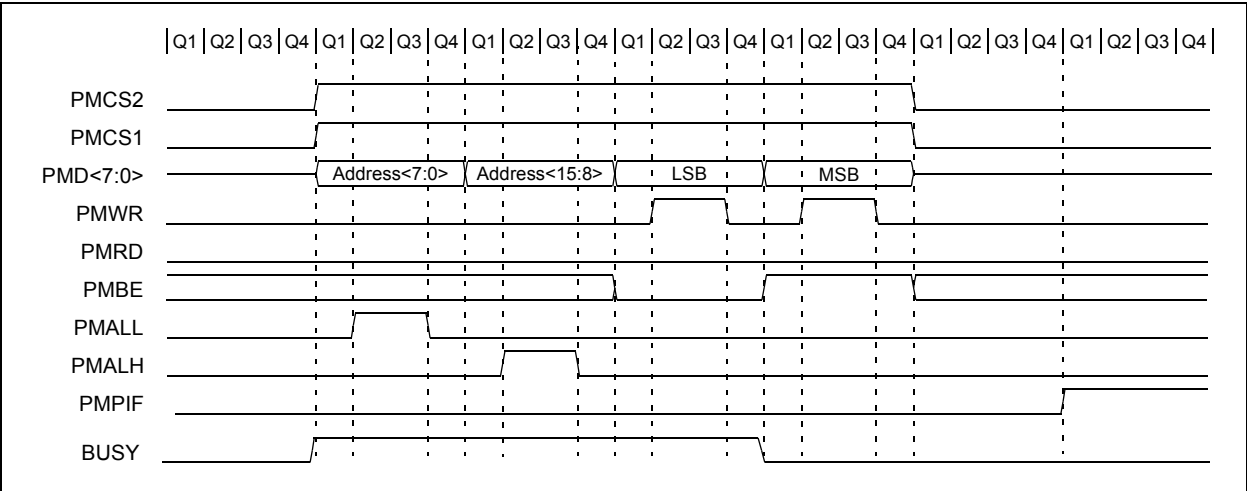 Q1 Q2 Q3 Q4 Q1 Q2 Q3 Q4 Q1 Q2 Q3 Q4 Q1 Q2 Q3 Q4 Q1 Q2 Q3 Q4 Q1 Q2 Q3 Q4 Q1 Q2 Q3 Q4
PMCS2
PMCS1
PMD<7:0> Address<7:0> Address<15:8> LSB MSB
PMWR
PMRD
PMBE
PMALL
PMALH
PMPIF
BUSY